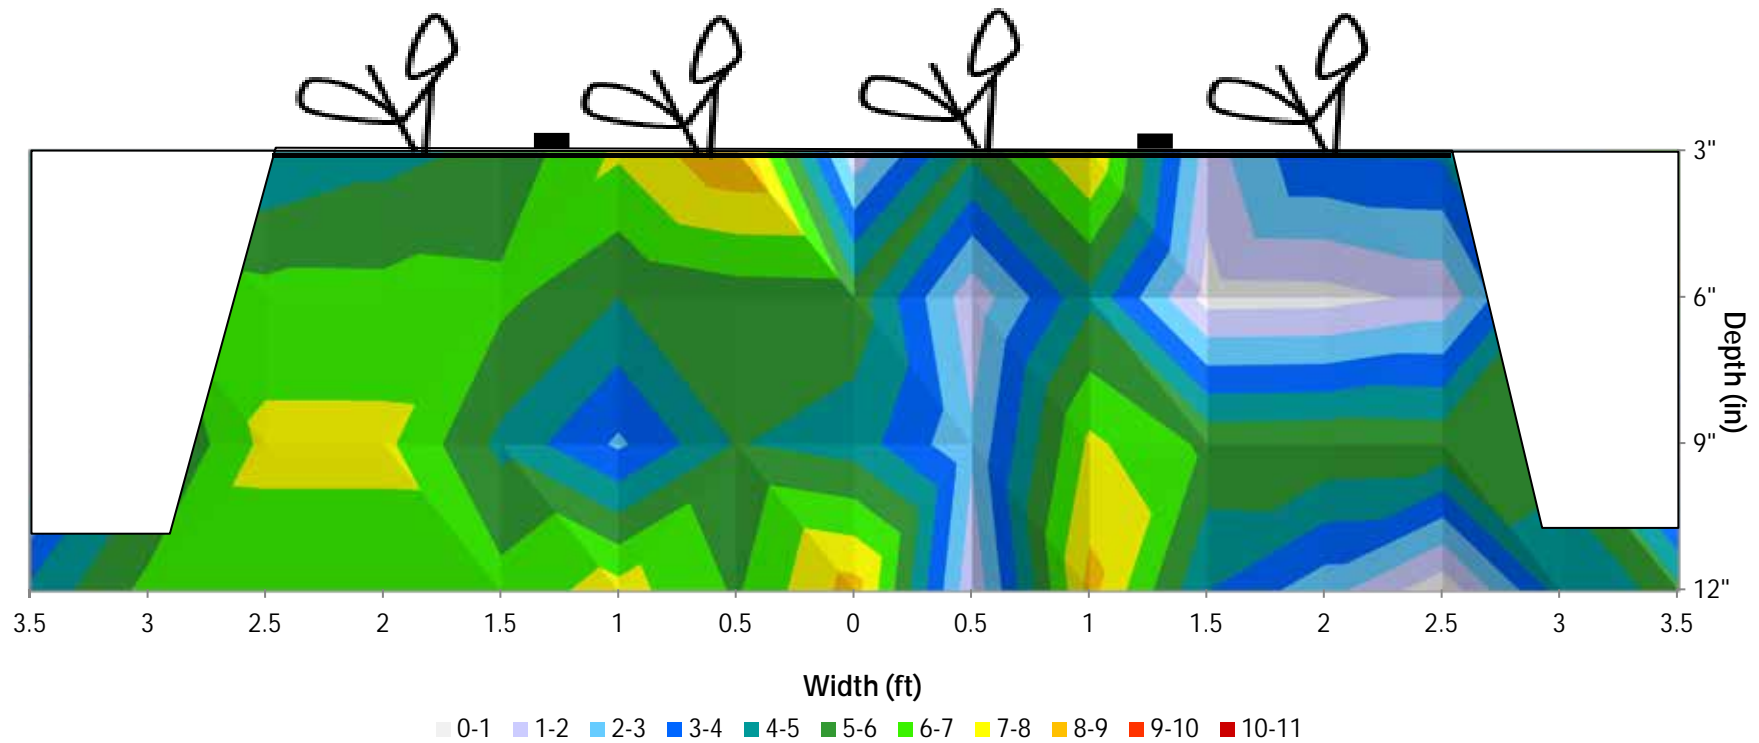 3"
6"
9"
12"
Depth (in)
3.5 3 2.5 2 1.5 1 0.5 0 0.5 1 1.5 2 2.5 3 3.5
Width (ft)
0-1 1-2 2-3 3-4 4-5 5-6 6-7 7-8 8-9 9-10 10-11